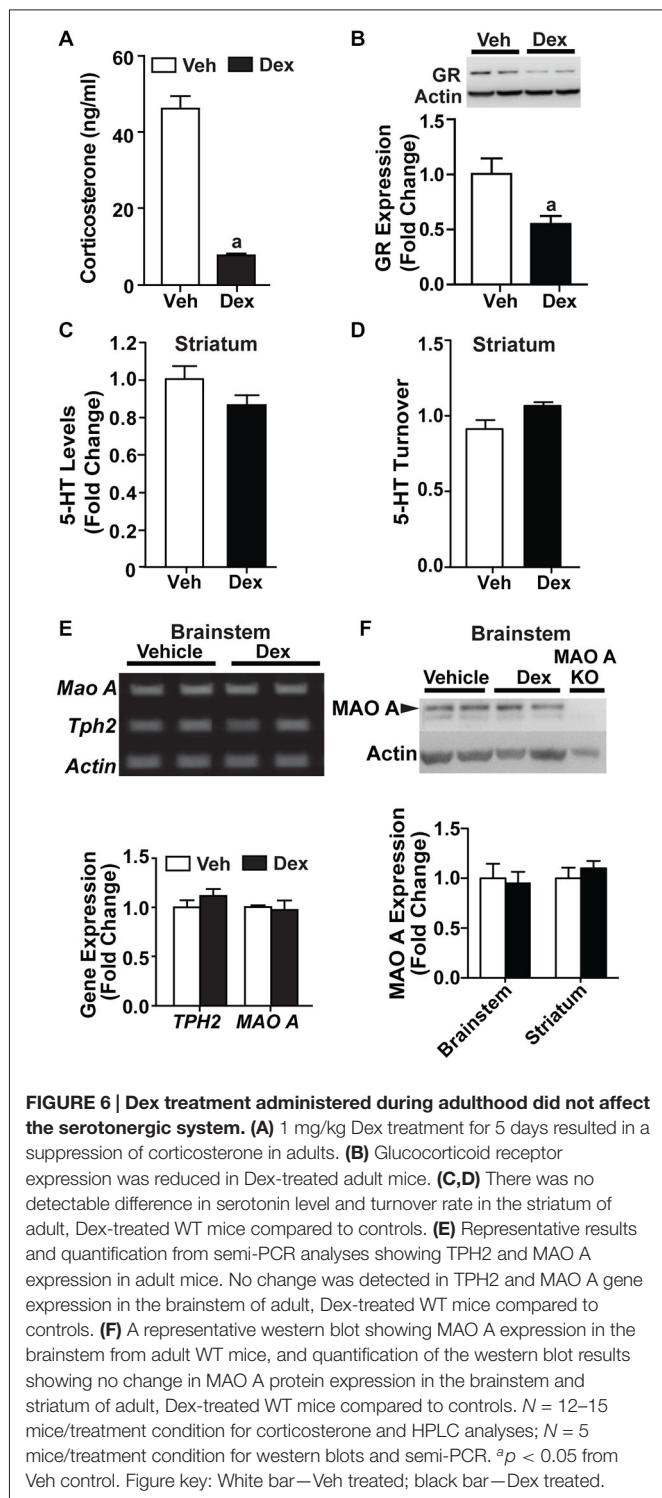 A
Veh Dex
Corticosterone (ng/ml)
60
40
20
0
a
Veh Dex
B
Veh Dex
GR
Actin
GR Expression
(Fold Change)
1.5
1.0
0.5
0.0
a
Veh Dex
C
Striatum
5-HT Levels
(Fold Change)
1.2
1.0
0.8
0.6
0.4
0.2
0
Veh Dex
D
Striatum
5-HT Turnover
1.5
1.0
0.5
0.0
Veh Dex
E
Brainstem
Vehicle Dex
Mao A
Tph2
Actin
Veh Dex
Gene Expression
(Fold Change)
1.5
1.0
0.5
0.0
TPH2 MAO A
F
Brainstem
Vehicle Dex MAO A
KO
MAO A
Actin
MAO A Expression
(Fold Change)
1.5
1.0
0.5
0.0
Brainstem
Striatum
FIGURE 6 | Dex treatment administered during adulthood did not affect
the serotonergic system. (A) 1 mg/kg Dex treatment for 5 days resulted in a
suppression of corticosterone in adults. (B) Glucocorticoid receptor
expression was reduced in Dex-treated adult mice. (C,D) There was no
detectable difference in serotonin level and turnover rate in the striatum of
adult, Dex-treated WT mice compared to controls. (E) Representative results
and quantification from semi-PCR analyses showing TPH2 and MAO A
expression in adult mice. No change was detected in TPH2 and MAO A gene
expression in the brainstem of adult, Dex-treated WT mice compared to
controls. (F) A representative western blot showing MAO A expression in the
brainstem from adult WT mice, and quantification of the western blot results
showing no change in MAO A protein expression in the brainstem and
striatum of adult, Dex-treated WT mice compared to controls. N = 12–15
mice/treatment condition for corticosterone and HPLC analyses; N = 5
mice/treatment condition for western blots and semi-PCR. ᵃp < 0.05 from
Veh control. Figure key: White bar—Veh treated; black bar—Dex treated.